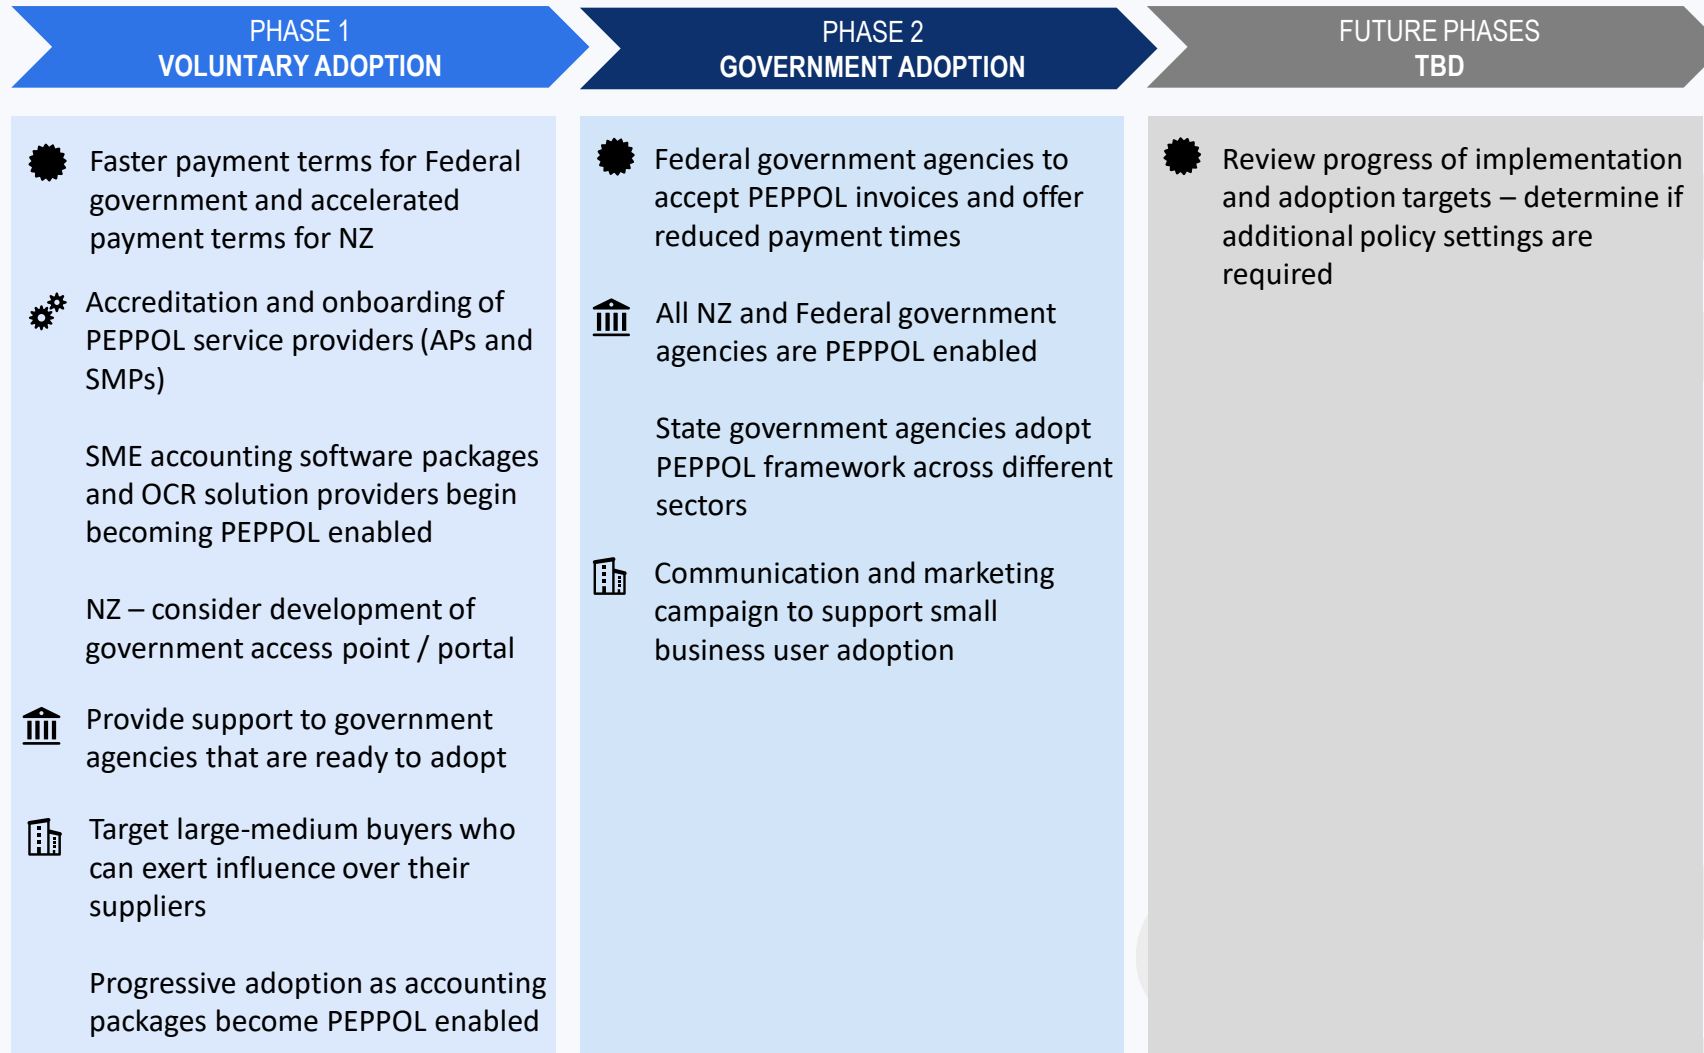 PHASE 1
VOLUNTARY ADOPTION
Faster payment terms for Federal
government and accelerated
payment terms for NZ
Accreditation and onboarding of
PEPPOL service providers (APs and
SMPs)
SME accounting software packages
and OCR solution providers begin
becoming PEPPOL enabled
NZ – consider development of
government access point / portal
Provide support to government
agencies that are ready to adopt
Target large-medium buyers who
can exert influence over their
suppliers
Progressive adoption as accounting
packages become PEPPOL enabled
PHASE 2
GOVERNMENT ADOPTION
Federal government agencies to
accept PEPPOL invoices and offer
reduced payment times
All NZ and Federal government
agencies are PEPPOL enabled
State government agencies adopt
PEPPOL framework across different
sectors
Communication and marketing
campaign to support small
business user adoption
FUTURE PHASES
TBD
Review progress of implementation
and adoption targets – determine if
additional policy settings are
required